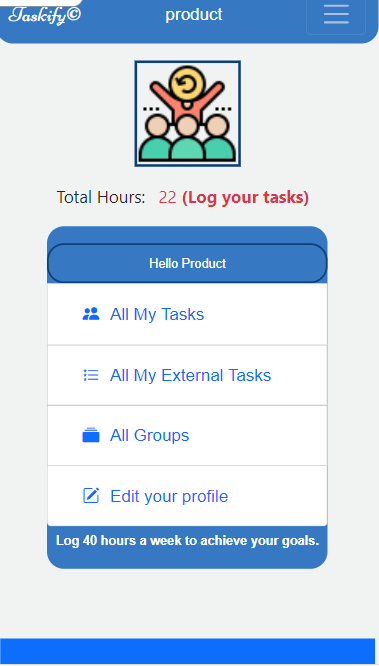 Taskify©
product
Total Hours: 22 (Log your tasks)
Hello Product
All My Tasks
All My External Tasks
All Groups
Edit your profile
Log 40 hours a week to achieve your goals.